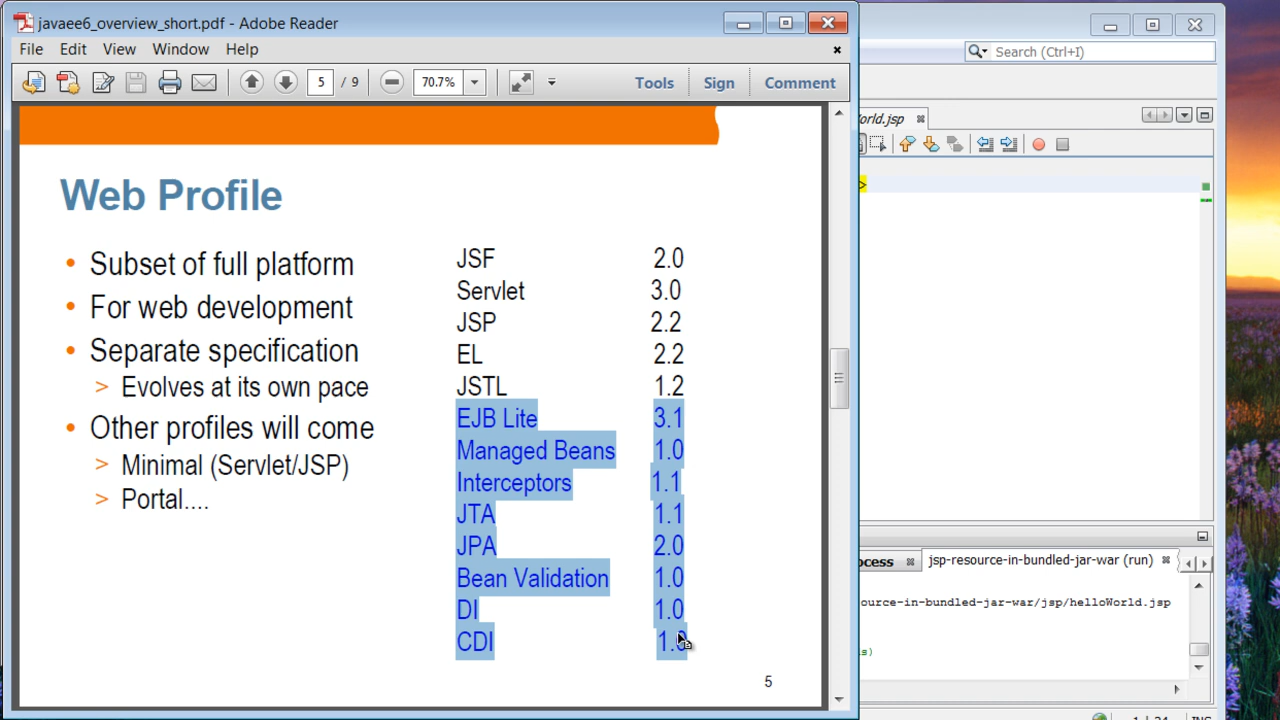 javaee6_overview_short.pdf - Adobe Reader
File Edit View Window Help
5 / 9 70.7% Tools Sign Comment
Web Profile
• Subset of full platform
• For web development
• Separate specification
> Evolves at its own pace
• Other profiles will come
> Minimal (Servlet/JSP)
> Portal....
JSF 2.0
Servlet 3.0
JSP 2.2
EL 2.2
JSTL 1.2
EJB Lite 3.1
Managed Beans 1.0
Interceptors 1.1
JTA 1.1
JPA 2.0
Bean Validation 1.0
DI 1.0
CDI 1.0
5
Search (Ctrl+I)
orld.jsp
>
ocess jsp-resource-in-bundled-jar-war (run)
ource-in-bundled-jar-war/jsp/helloWorld.jsp
s)